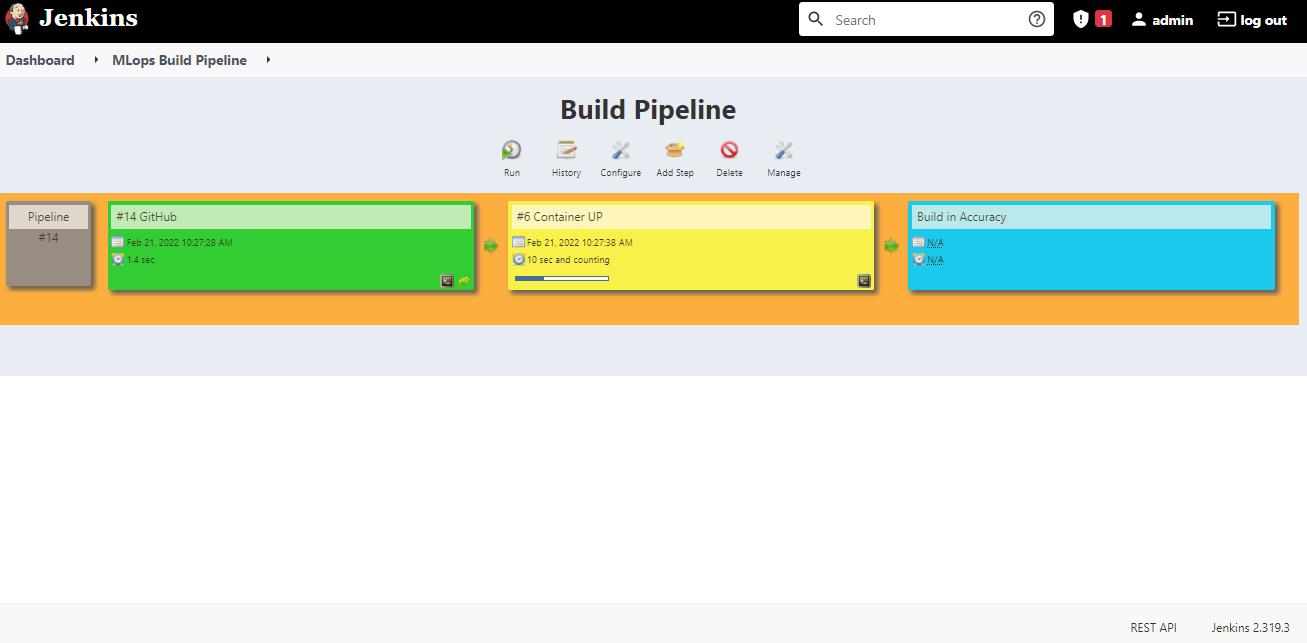 Jenkins
Search
1
admin
log out
Dashboard
MLops Build Pipeline
Build Pipeline
Run
History
Configure
Add Step
Delete
Manage
Pipeline
#14
#14 GitHub
Feb 21, 2022 10:27:28 AM
1.4 sec
#6 Container UP
Feb 21, 2022 10:27:38 AM
10 sec and counting
Build in Accuracy
N/A
N/A
REST API
Jenkins 2.319.3